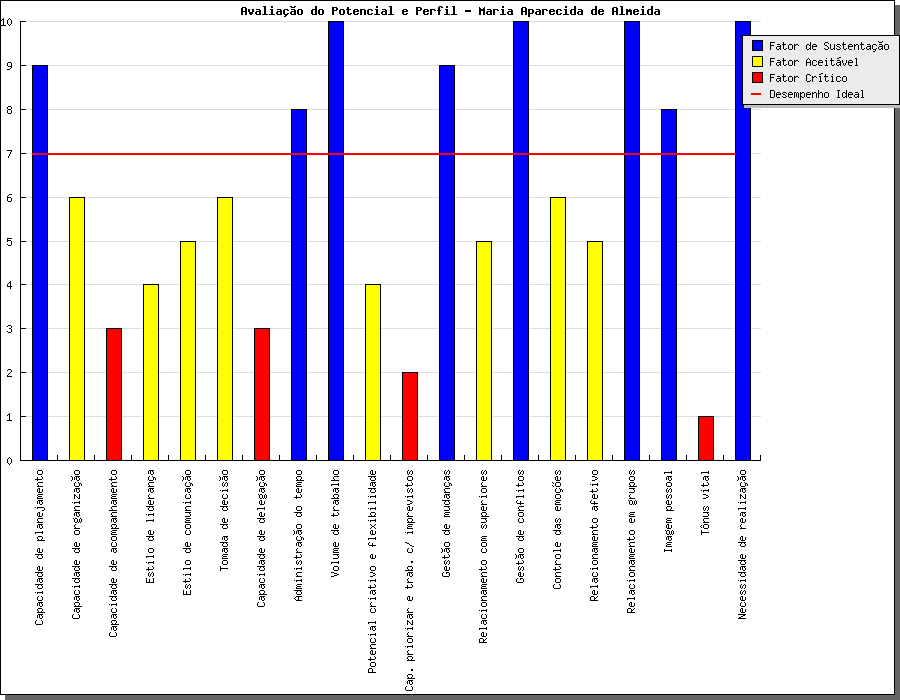 Avaliação do Potencial e Perfil - Maria Aparecida de Almeida
Fator de Sustentação
Fator Aceitável
Fator Crítico
Desempenho Ideal
10
9
8
7
6
5
4
3
2
1
0
Capacidade de planejamento
Capacidade de organização
Capacidade de acompanhamento
Estilo de liderança
Estilo de comunicação
Tomada de decisão
Capacidade de delegação
Administração do tempo
Volume de trabalho
Potencial criativo e flexibilidade
Cap. priorizar e trab. c/ imprevistos
Gestão de mudanças
Relacionamento com superiores
Gestão de conflitos
Controle das emoções
Relacionamento afetivo
Relacionamento em grupos
Imagem pessoal
Tônus vital
Necessidade de realização